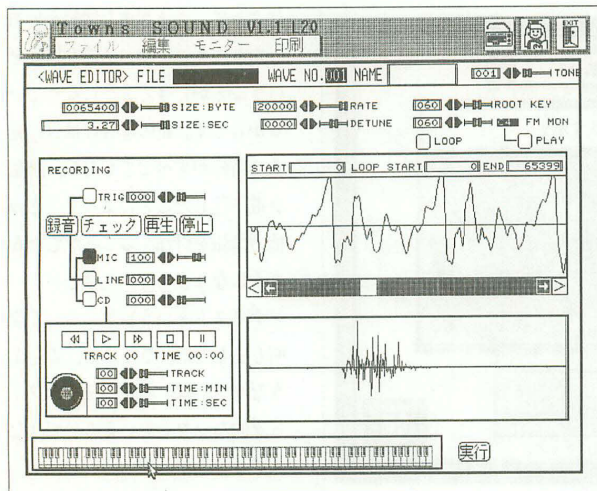 Towns SOUND V1.1 L20
ファイル 編集 モニター 印刷
EXIT
<WAVE EDITOR> FILE WAVE NO.001 NAME 001 TONE
0065400 SIZE:BYTE 20000 RATE 060 ROOT KEY
3.27 SIZE:SEC 0000 DETUNE 060 FM MON
LOOP PLAY
RECORDING
TRIG 000
録音 チェック 再生 停止
MIC 100
LINE 000
CD 000
TRACK 00 TIME 00:00
00 TRACK
00 TIME:MIN
00 TIME:SEC
START 0 LOOP START 0 END 65399
実行